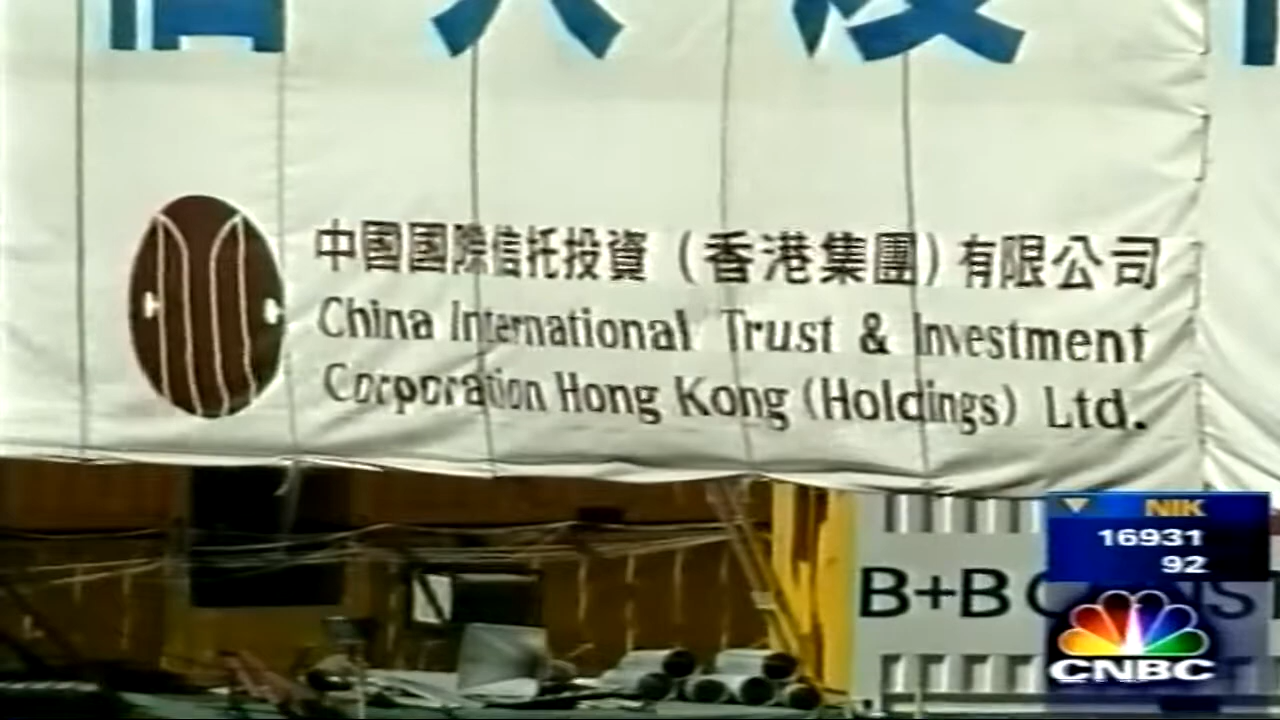 中國國際信托投資（香港集團）有限公司
China International Trust & Investment
Corporation Hong Kong (Holdings) Ltd.
NIK
16931
92
B+B
CNBC